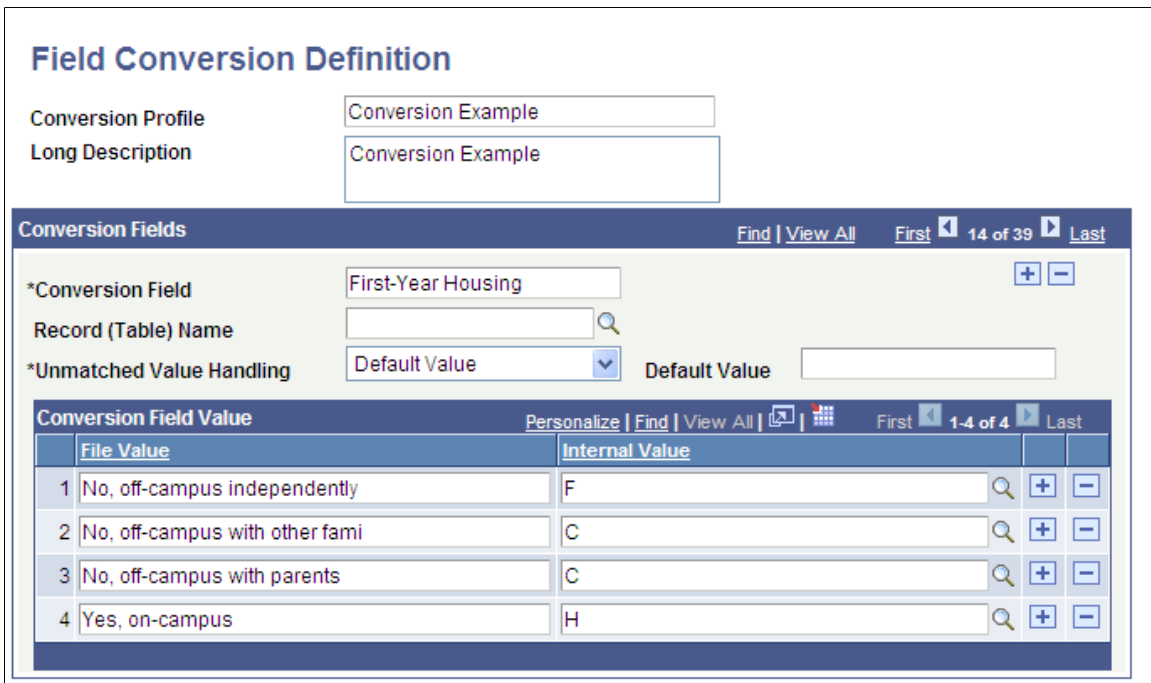 Field Conversion Definition
Conversion Profile Conversion Example
Long Description Conversion Example
Conversion Fields Find | View All First 14 of 39 Last
*Conversion Field First-Year Housing
Record (Table) Name
*Unmatched Value Handling Default Value Default Value
Conversion Field Value Personalize | Find | View All | | First 1-4 of 4 Last
File Value Internal Value
1 No, off-campus independently F
2 No, off-campus with other fami C
3 No, off-campus with parents C
4 Yes, on-campus H